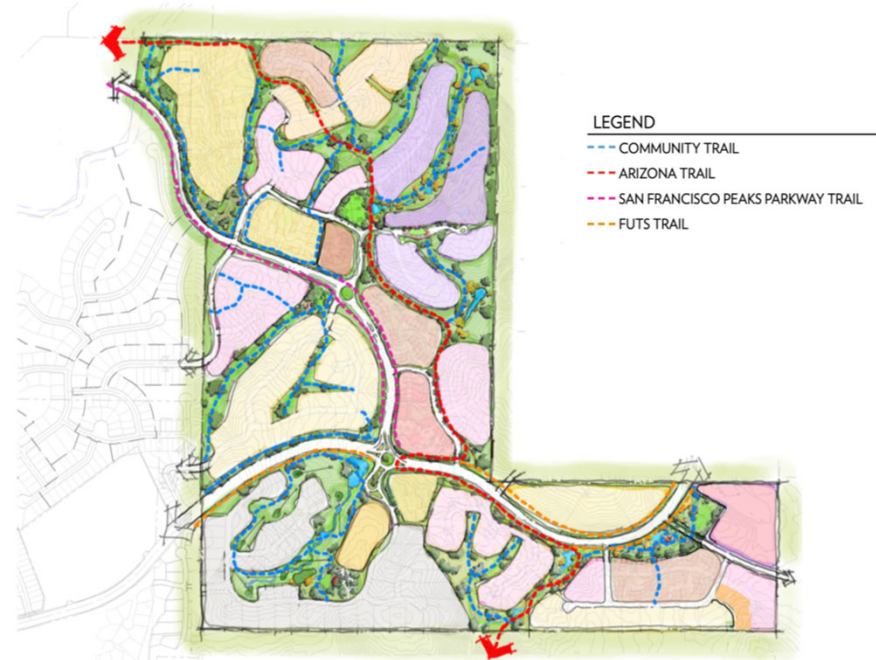 LEGEND
COMMUNITY TRAIL
ARIZONA TRAIL
SAN FRANCISCO PEAKS PARKWAY TRAIL
FUTS TRAIL